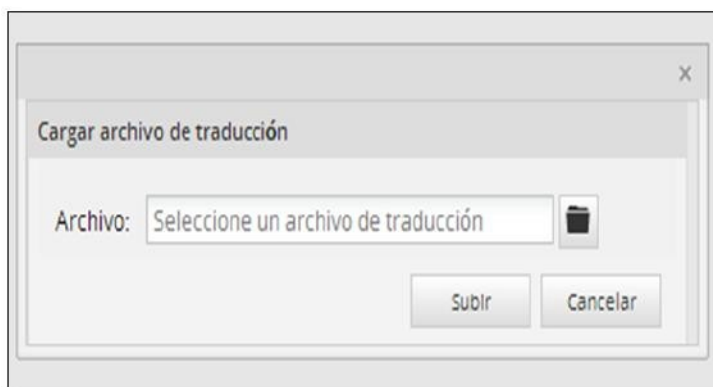 x
Cargar archivo de traducción
Archivo: Seleccione un archivo de traducción
Subir Cancelar